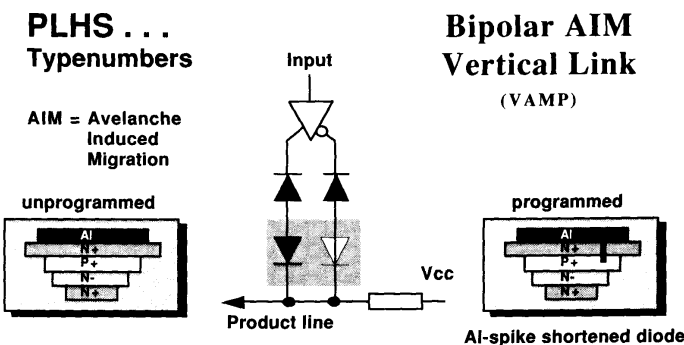 PLHS . . .
Typenumbers
Bipolar AIM
Vertical Link
(VAMP)
Input
AIM = Avelanche
Induced
Migration
unprogrammed
programmed
Al
N+
P+
N-
N+
Al
N+
P+
N-
N+
Vcc
Product line
Al-spike shortened diode